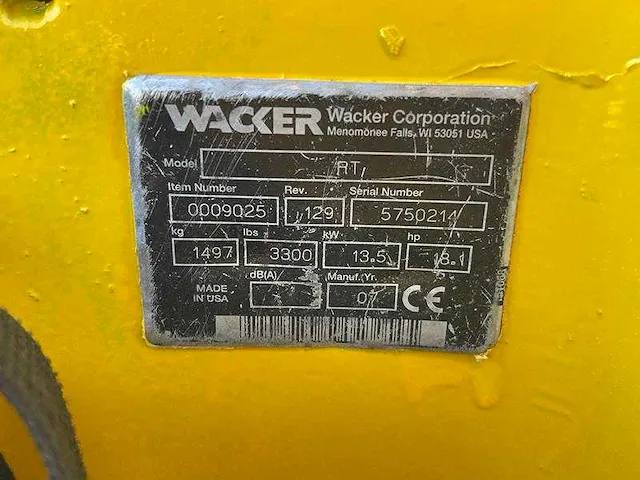 WACKER Wacker Corporation
Menomonee Falls, WI 53051 USA
Model RT
Item Number Rev. Serial Number
0009025 129 5750214
kg lbs kW hp
1497 3300 13.5 18.1
dB(A) Manuf. Yr.
MADE IN USA 07 CE